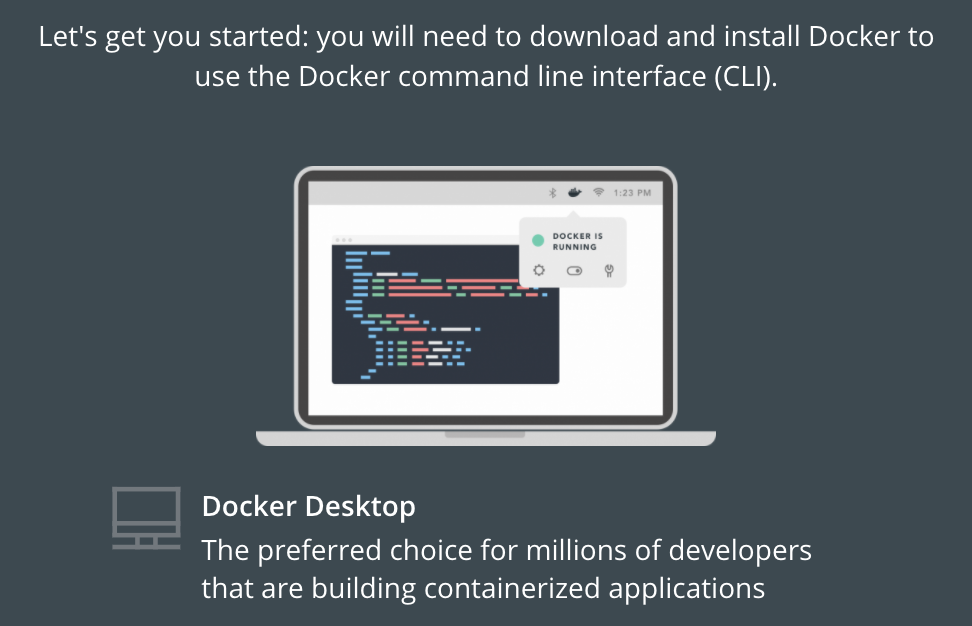 Let's get you started: you will need to download and install Docker to
use the Docker command line interface (CLI).
1:23 PM
DOCKER IS
RUNNING
Docker Desktop
The preferred choice for millions of developers
that are building containerized applications